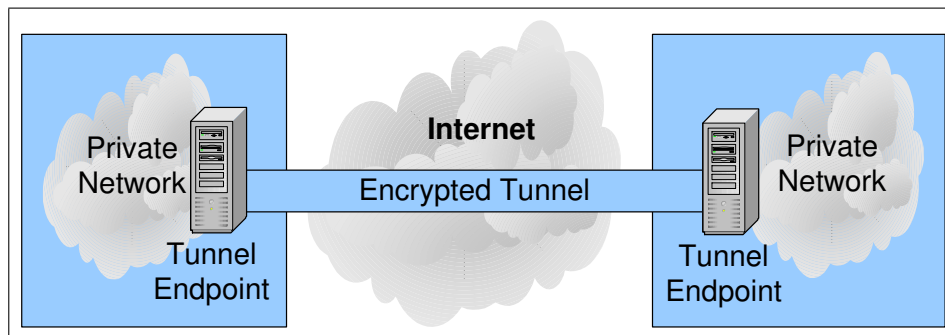 Private
Network
Tunnel
Endpoint
Internet
Encrypted Tunnel
Private
Network
Tunnel
Endpoint